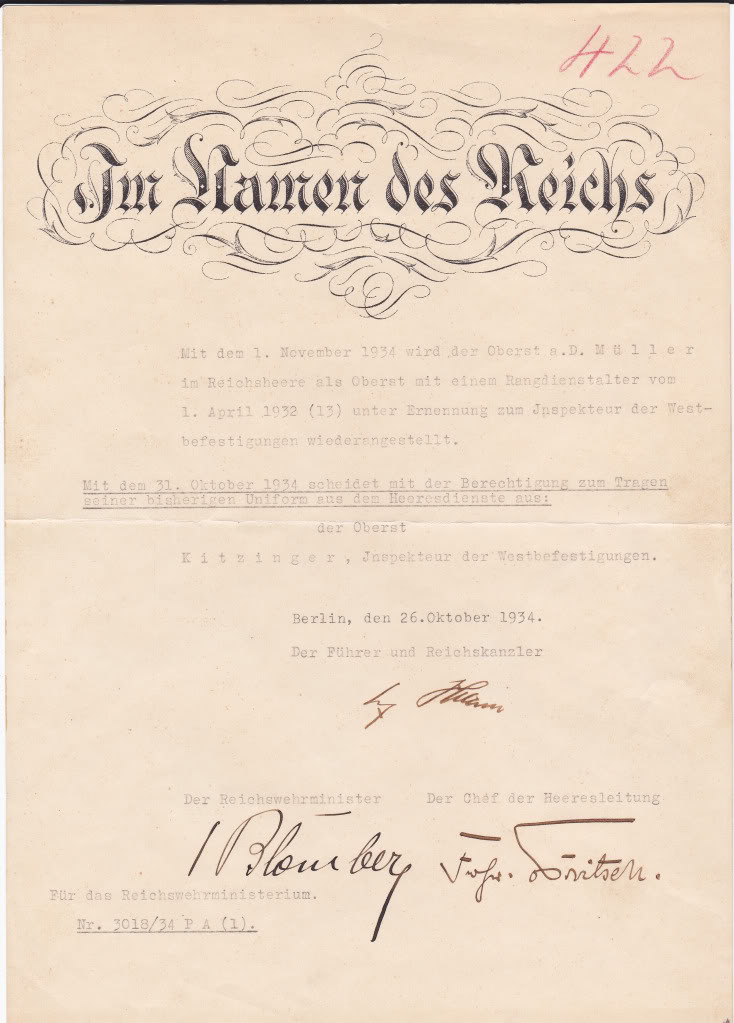 422
Im Namen des Reichs
Mit dem 1. November 1934 wird der Oberst a.D. M ü l l e r
im Reichsheere als Oberst mit einem Rangdienstalter vom
1. April 1932 (13) unter Ernennung zum Jnspekteur der West-
befestigungen wiederangestellt.
Mit dem 31. Oktober 1934 scheidet mit der Berechtigung zum Tragen
seiner bisherigen Uniform aus dem Heeresdienste aus:
der Oberst
K i t z i n g e r , Jnspekteur der Westbefestigungen.
Berlin, den 26.Oktober 1934.
Der Führer und Reichskanzler
Der Reichswehrminister Der Chef der Heeresleitung
Blomberg Frhr. Fritsch.
Für das Reichswehrministerium.
Nr. 3018/34 P A (1).